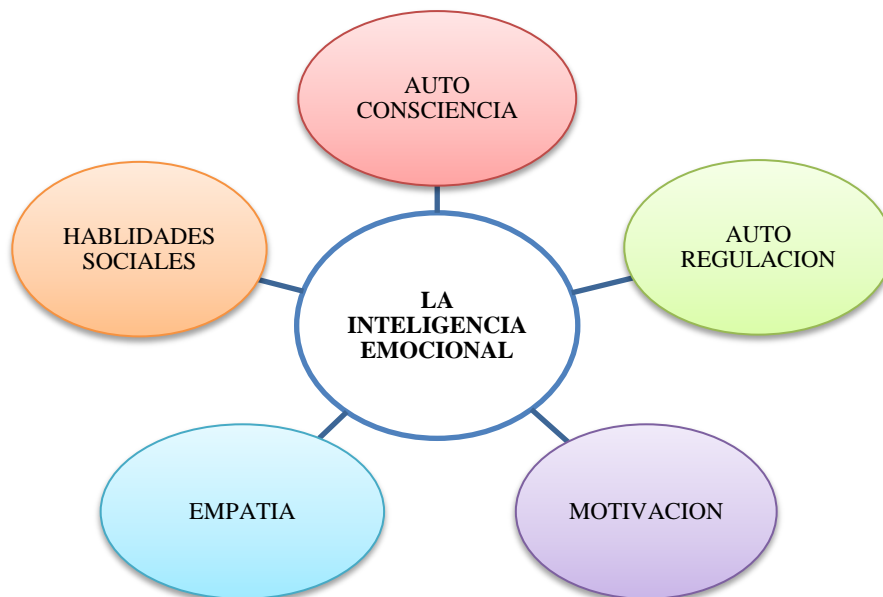 AUTO
CONSCIENCIA
HABLIDADES
SOCIALES
AUTO
REGULACION
LA
INTELIGENCIA
EMOCIONAL
EMPATIA
MOTIVACION